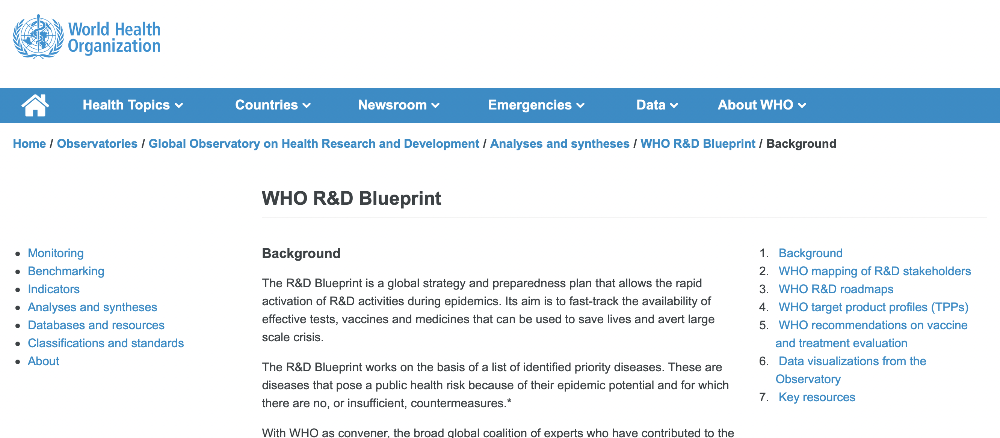 World Health
Organization
Health Topics
Countries
Newsroom
Emergencies
Data
About WHO
Home / Observatories / Global Observatory on Health Research and Development / Analyses and syntheses / WHO R&D Blueprint / Background
WHO R&D Blueprint
Monitoring
Benchmarking
Indicators
Analyses and syntheses
Databases and resources
Classifications and standards
About
Background
The R&D Blueprint is a global strategy and preparedness plan that allows the rapid
activation of R&D activities during epidemics. Its aim is to fast-track the availability of
effective tests, vaccines and medicines that can be used to save lives and avert large
scale crisis.
The R&D Blueprint works on the basis of a list of identified priority diseases. These are
diseases that pose a public health risk because of their epidemic potential and for which
there are no, or insufficient, countermeasures.*
With WHO as convener, the broad global coalition of experts who have contributed to the
1. Background
2. WHO mapping of R&D stakeholders
3. WHO R&D roadmaps
4. WHO target product profiles (TPPs)
5. WHO recommendations on vaccine
and treatment evaluation
6. Data visualizations from the
Observatory
7. Key resources